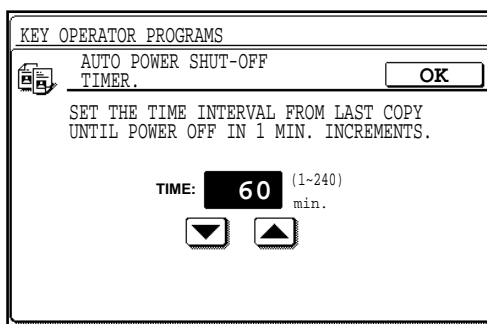 KEY OPERATOR PROGRAMS
AUTO POWER SHUT-OFF
TIMER.
OK
SET THE TIME INTERVAL FROM LAST COPY
UNTIL POWER OFF IN 1 MIN. INCREMENTS.
TIME: 60 (1~240)
min.